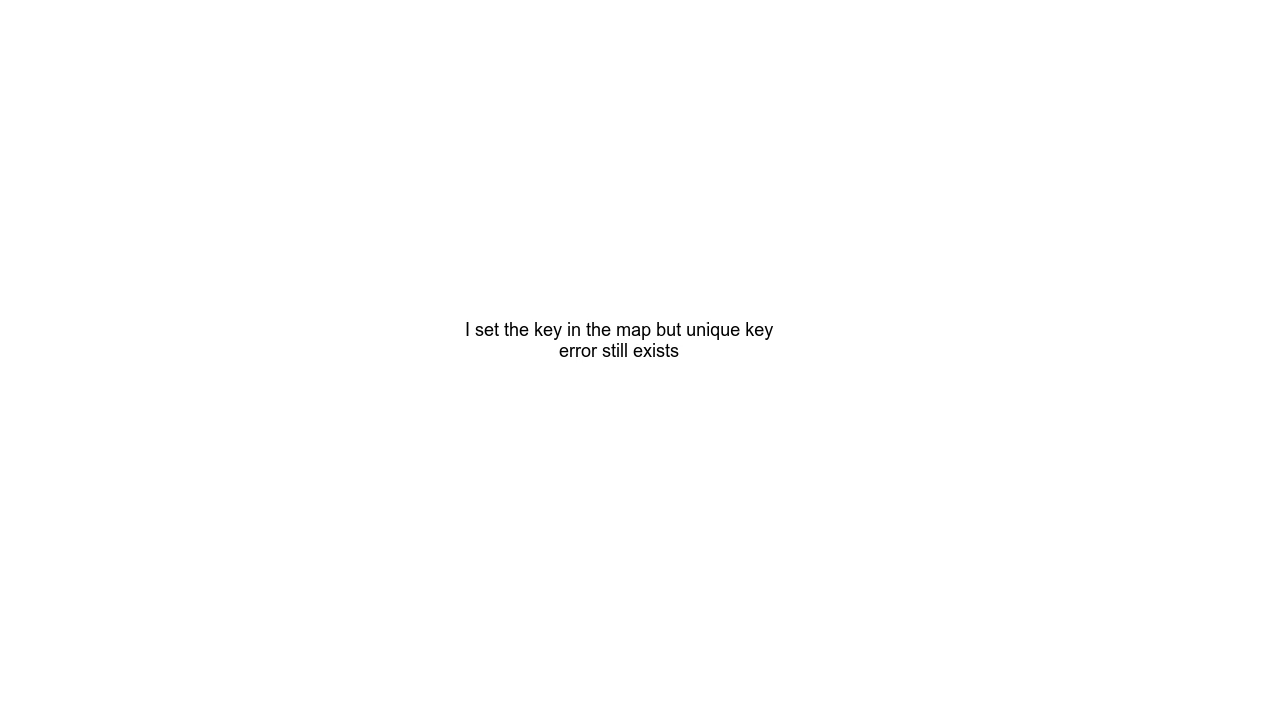 I set the key in the map but unique key
error still exists